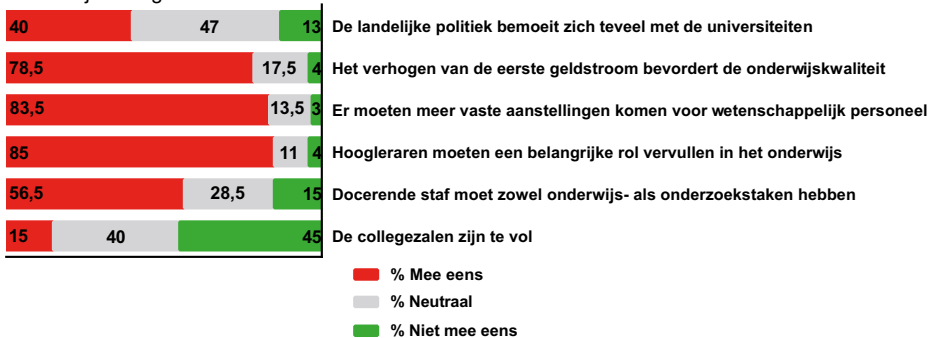 40 47 13 De landelijke politiek bemoeit zich teveel met de universiteiten
78,5 17,5 4 Het verhogen van de eerste geldstroom bevordert de onderwijskwaliteit
83,5 13,5 3 Er moeten meer vaste aanstellingen komen voor wetenschappelijk personeel
85 11 4 Hoogleraren moeten een belangrijke rol vervullen in het onderwijs
56,5 28,5 15 Docerende staf moet zowel onderwijs- als onderzoekstaken hebben
15 40 45 De collegezalen zijn te vol
% Mee eens
% Neutraal
% Niet mee eens